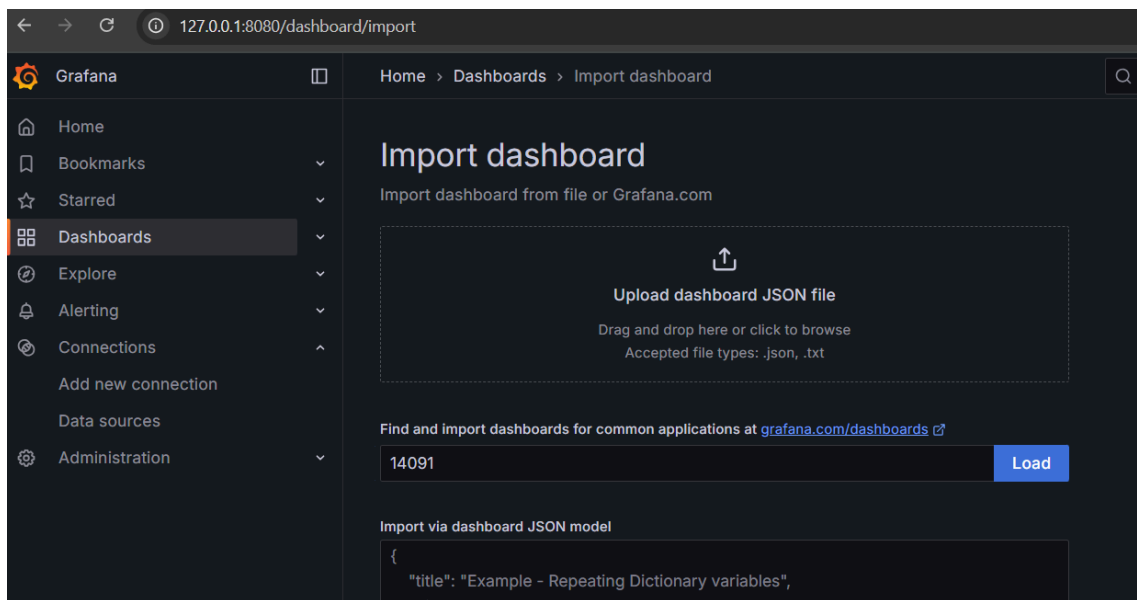 127.0.0.1:8080/dashboard/import
Grafana
Home › Dashboards › Import dashboard
Home
Bookmarks
Starred
Dashboards
Explore
Alerting
Connections
Add new connection
Data sources
Administration
Import dashboard
Import dashboard from file or Grafana.com
Upload dashboard JSON file
Drag and drop here or click to browse
Accepted file types: .json, .txt
Find and import dashboards for common applications at grafana.com/dashboards
14091
Load
Import via dashboard JSON model
{
"title": "Example - Repeating Dictionary variables",